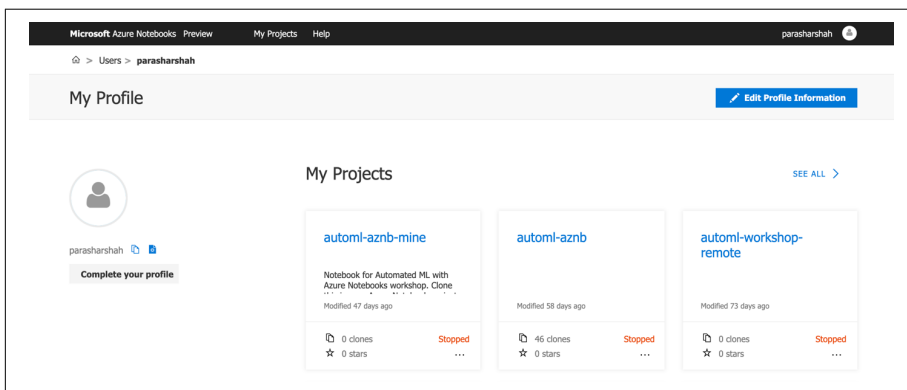 Microsoft Azure Notebooks Preview My Projects Help parasharshah
> Users > parasharshah
My Profile
Edit Profile Information
My Projects
SEE ALL >
parasharshah
Complete your profile
automl-aznb-mine
Notebook for Automated ML with
Azure Notebooks workshop. Clone
Modified 47 days ago
0 clones Stopped
0 stars ...
automl-aznb
Modified 58 days ago
46 clones Stopped
0 stars ...
automl-workshop-
remote
Modified 73 days ago
0 clones Stopped
0 stars ...